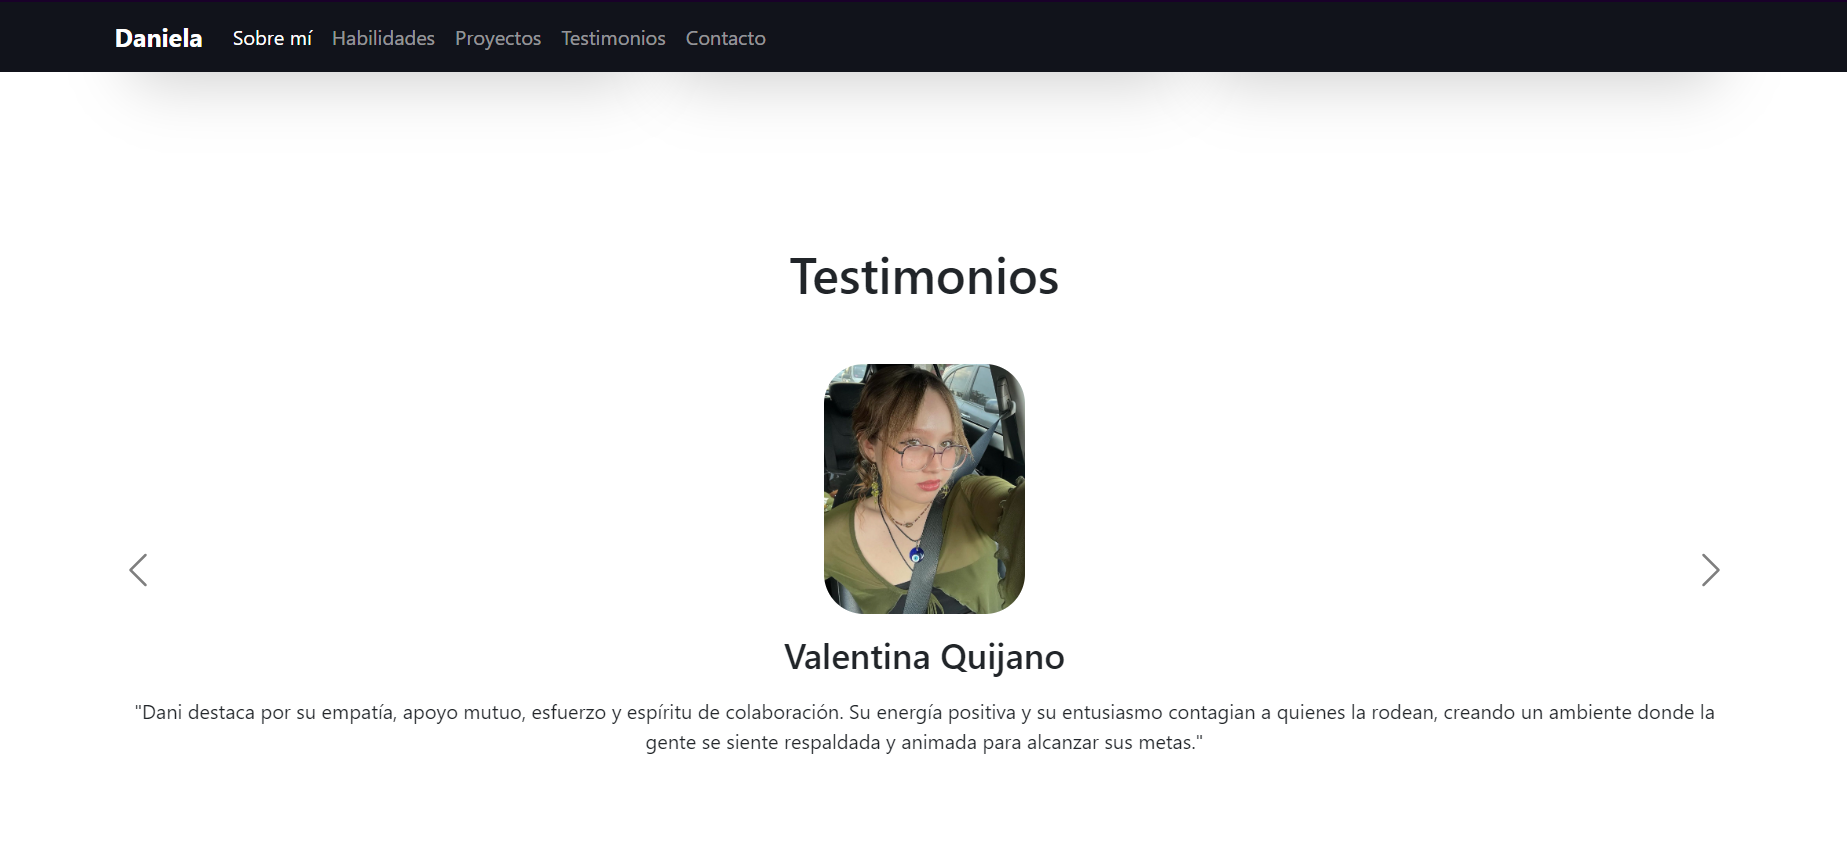 Daniela Sobre mí Habilidades Proyectos Testimonios Contacto
Testimonios
Valentina Quijano
"Dani destaca por su empatía, apoyo mutuo, esfuerzo y espíritu de colaboración. Su energía positiva y su entusiasmo contagian a quienes la rodean, creando un ambiente donde la
gente se siente respaldada y animada para alcanzar sus metas."